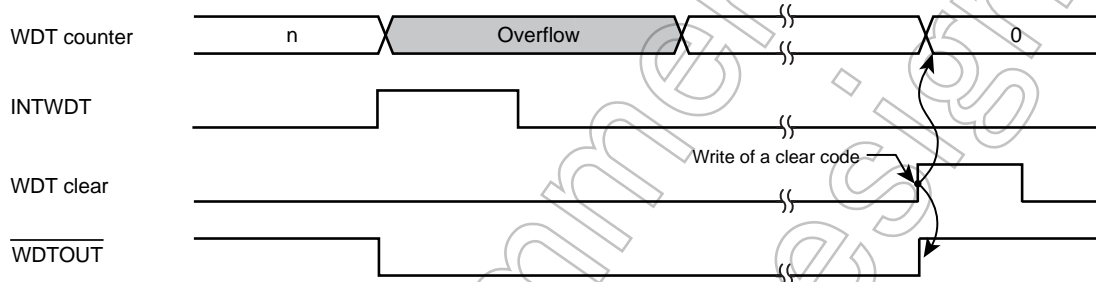 WDT counter n Overflow 0
INTWDT
Write of a clear code
WDT clear
WDTOUT